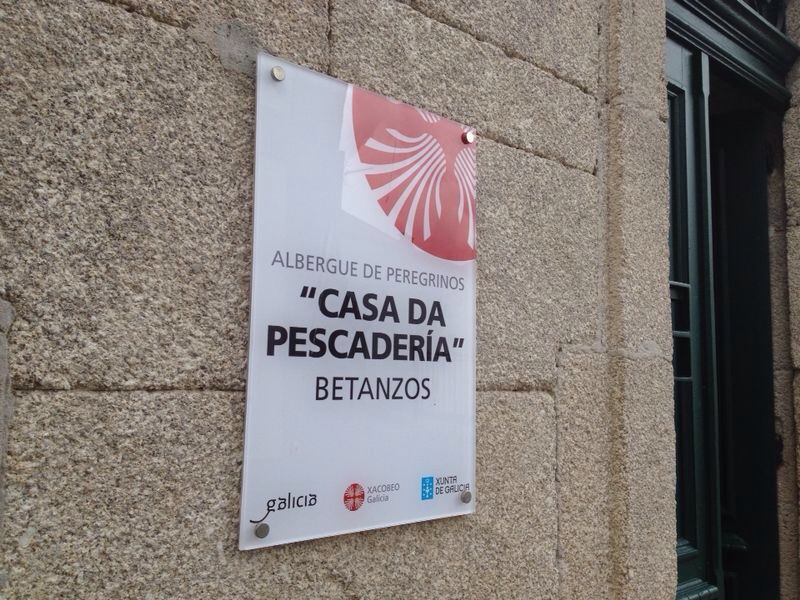 ALBERGUE DE PEREGRINOS
“CASA DA
PESCADERÍA”
BETANZOS
galicia
XACOBEO
Galicia
XUNTA
DE GALICIA